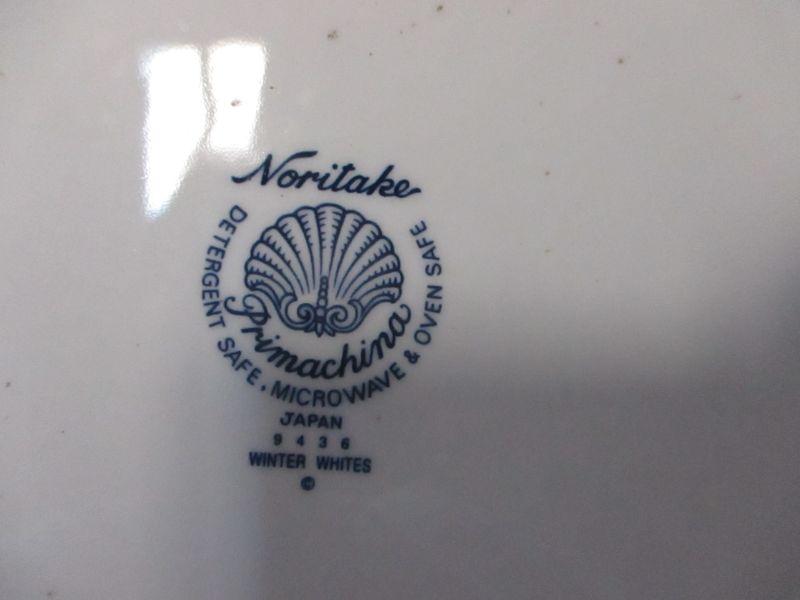 Noritake
Primachina
DETERGENT SAFE. MICROWAVE & OVEN SAFE
JAPAN
9436
WINTER WHITES